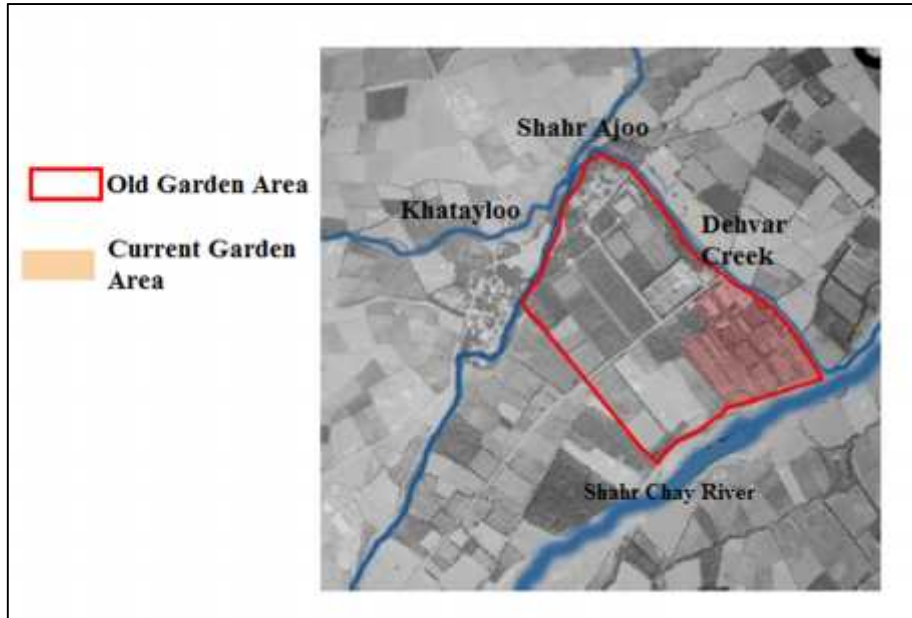 Shahr Ajoo
Old Garden Area
Khatayloo
Dehvar
Creek
Current Garden
Area
Shahr Chay River